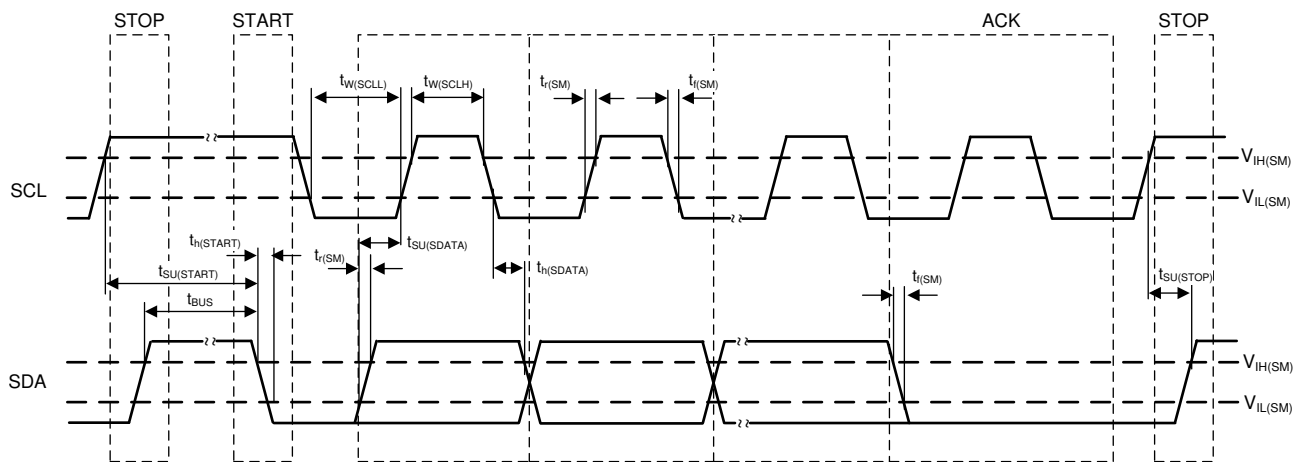 STOP START ACK STOP
tW(SCLL) tW(SCLH) tr(SM) tf(SM)
VIH(SM)
SCL
VIL(SM)
th(START) tr(SM) tSU(SDATA)
tSU(START) th(SDATA) tf(SM) tSU(STOP)
tBUS
VIH(SM)
SDA
VIL(SM)